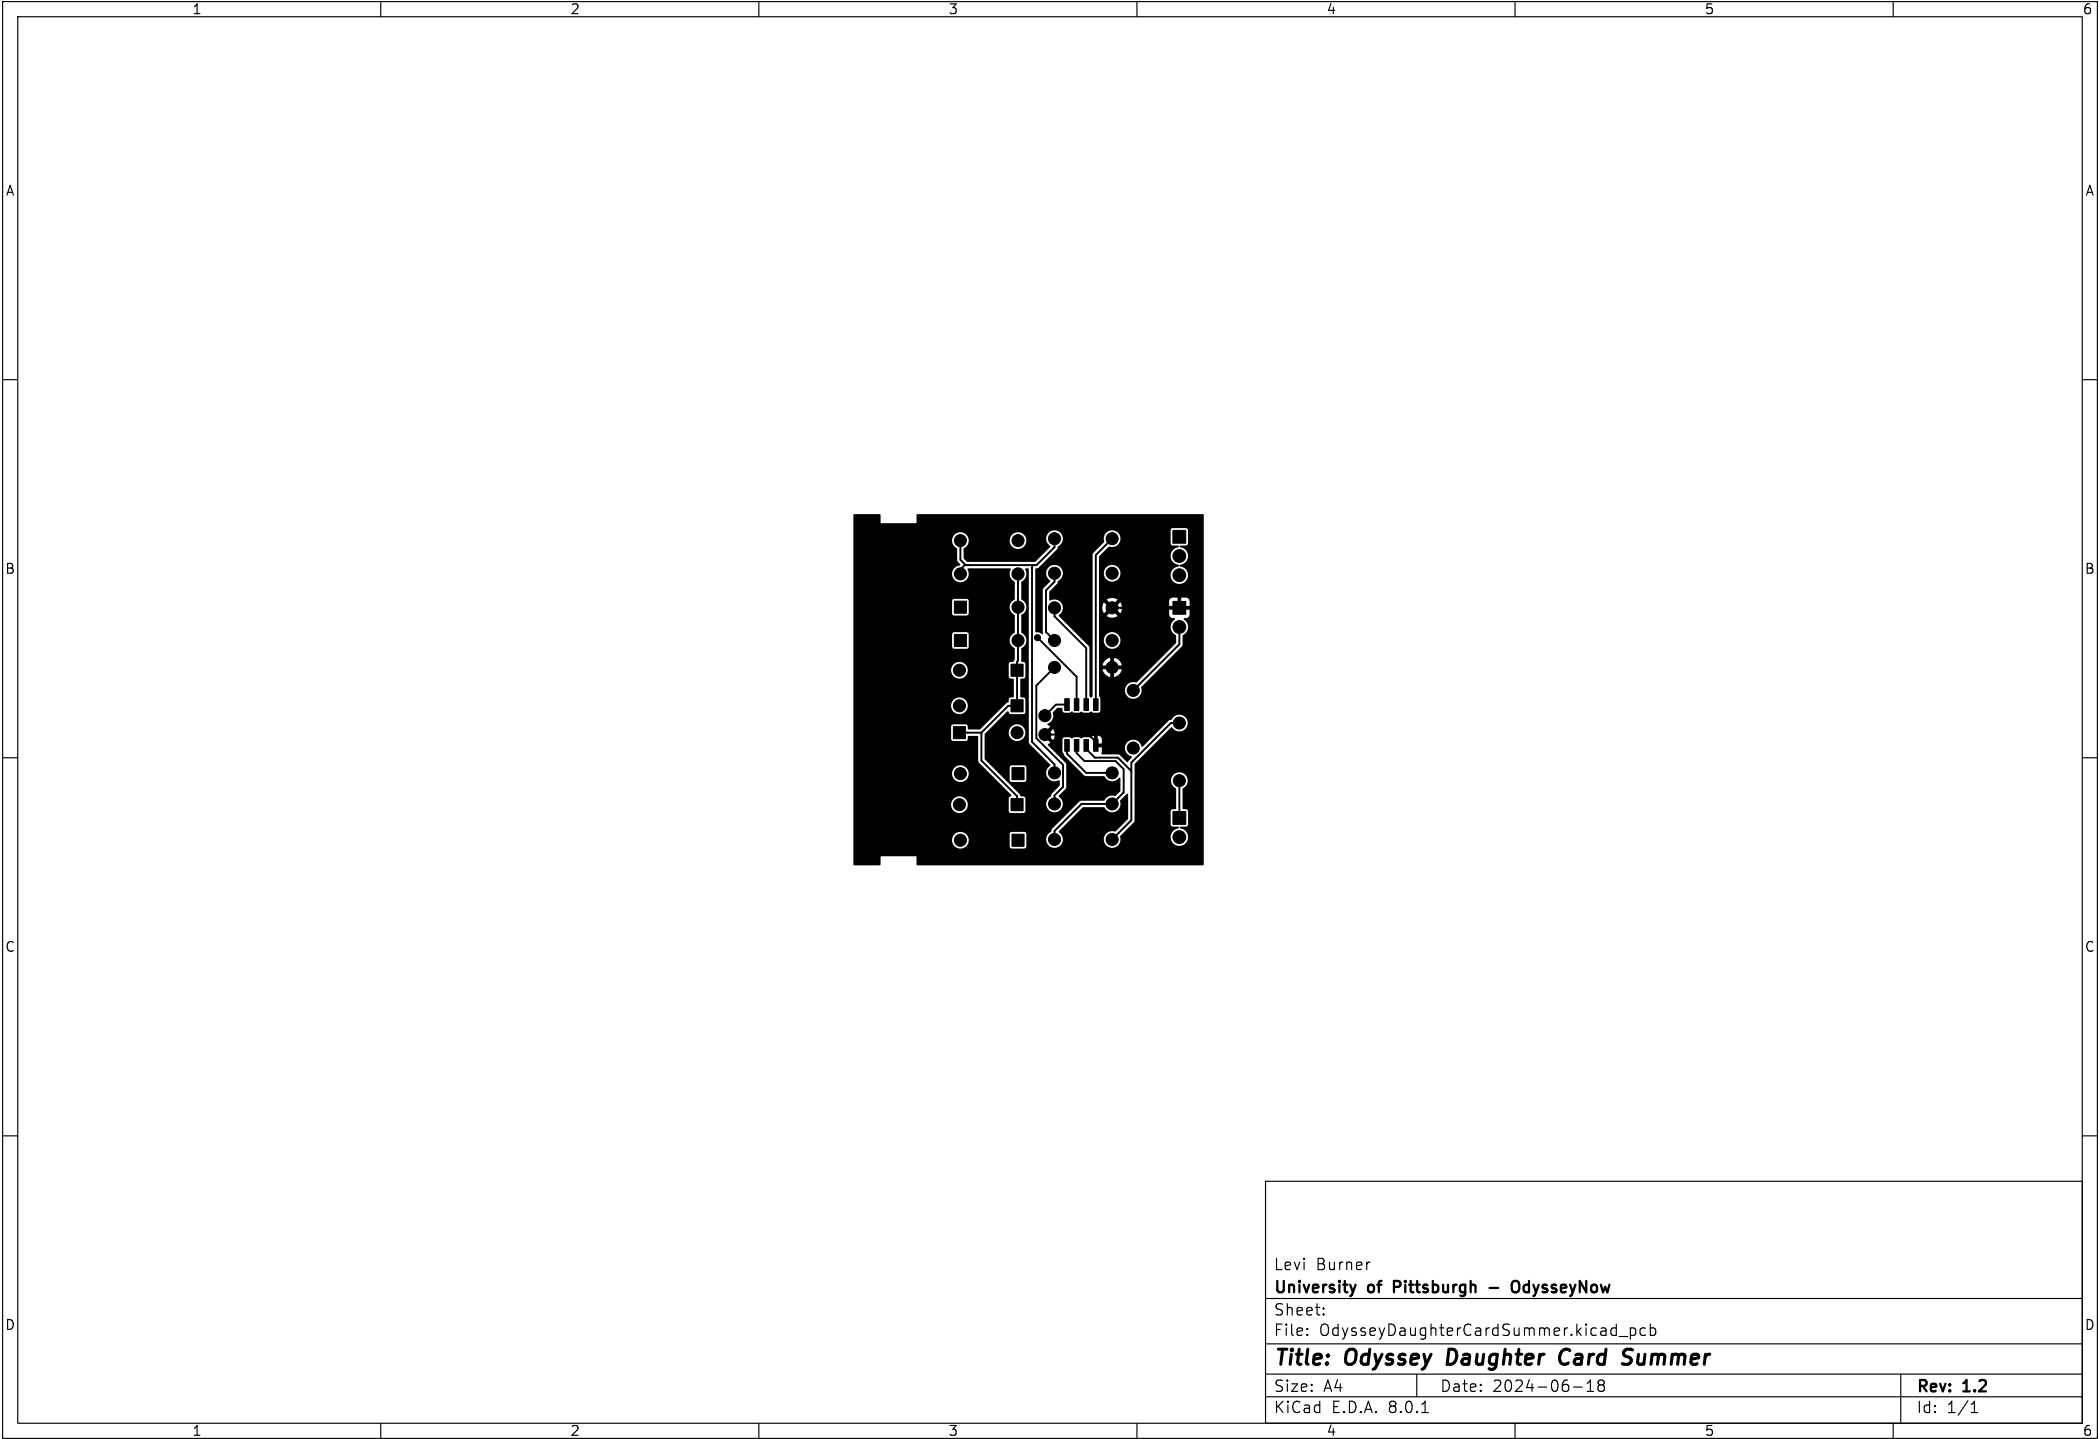 1 2 3 4 5 6
A A
B B
C C
Levi Burner
University of Pittsburgh – OdysseyNow
Sheet:
File: OdysseyDaughterCardSummer.kicad_pcb
D D
Title: Odyssey Daughter Card Summer
Size: A4 Date: 2024–06–18 Rev: 1.2
KiCad E.D.A. 8.0.1 Id: 1/1
1 2 3 4 5 6